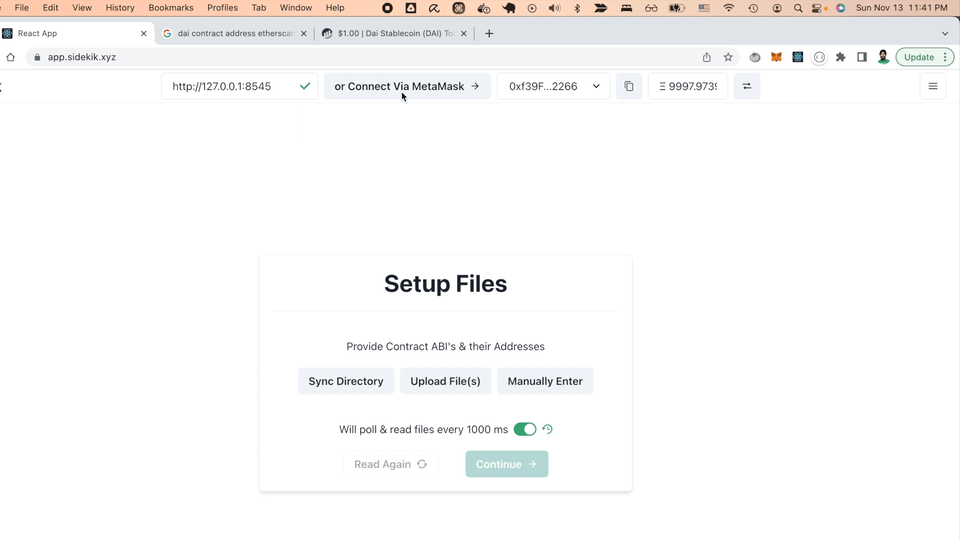 File Edit View History Bookmarks Profiles Tab Window Help Sun Nov 13 11:41 PM
React App dai contract address etherscan $1.00 | Dai Stablecoin (DAI) To
app.sidekik.xyz Update
http://127.0.0.1:8545 or Connect Via MetaMask 0xf39F...2266 Ξ 9997.973
Setup Files
Provide Contract ABI's & their Addresses
Sync Directory Upload File(s) Manually Enter
Will poll & read files every 1000 ms
Read Again Continue